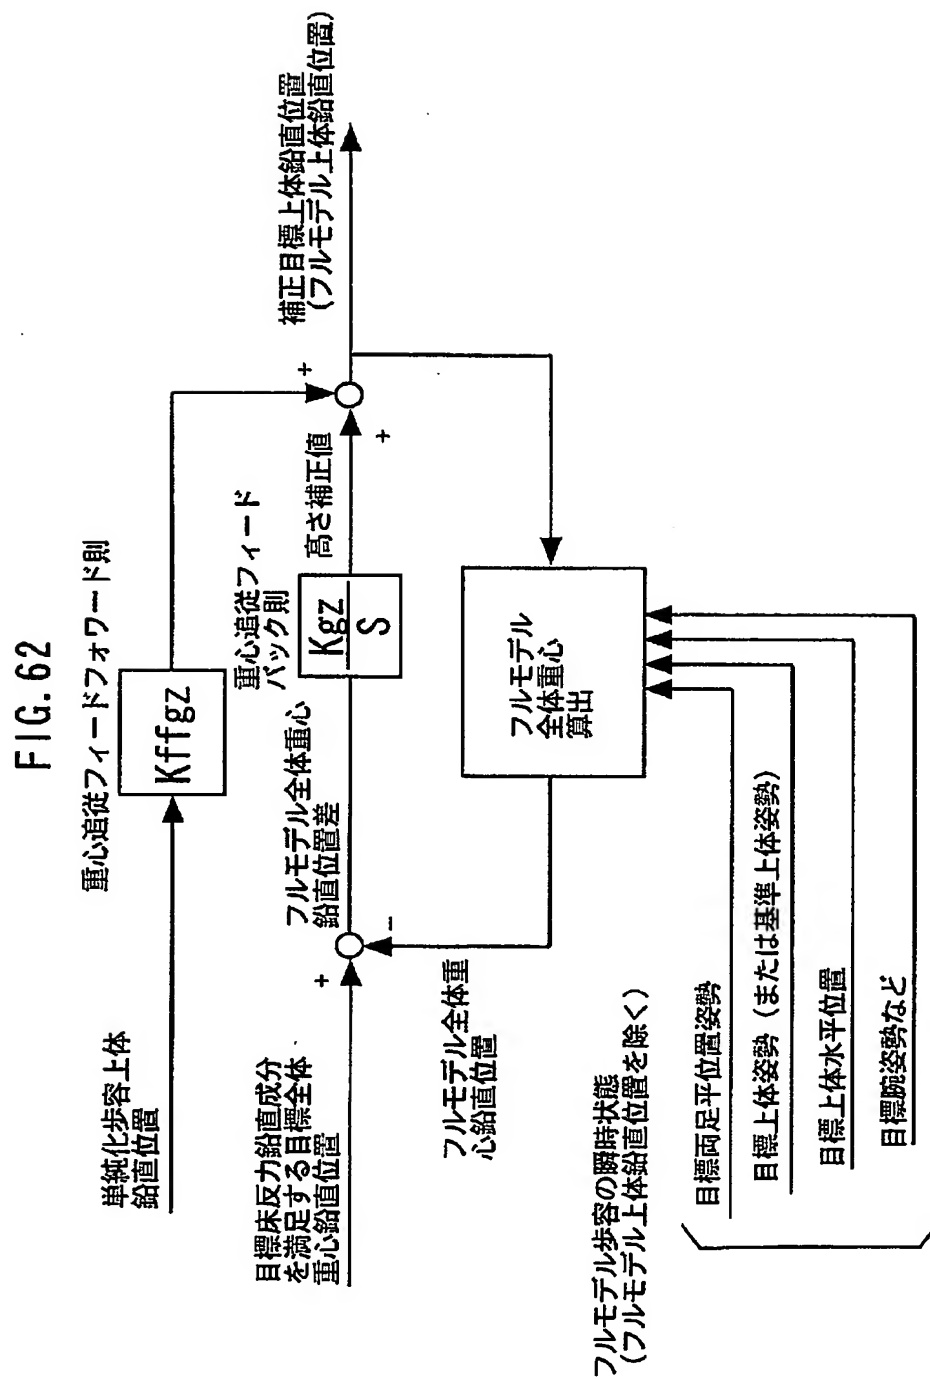 FIG.62
重心追従フィードフォワード則
単純化歩容上体
鉛直位置
Kffgz
補正目標上体鉛直位置
(フルモデル上体鉛直位置)
+
重心追従フィード
バック則
高さ補正値
+
Kgz
S
フルモデル全体重心
鉛直位置差
目標床反力鉛直成分
を満足する目標全体
重心鉛直位置
+
-
フルモデル全体重
心鉛直位置
フルモデル
全体重心
算出
フルモデル歩容の瞬時状態
(フルモデル上体鉛直位置を除く)
目標両足平位置姿勢
目標上体姿勢(または基準上体姿勢)
目標上体水平位置
目標腕姿勢など